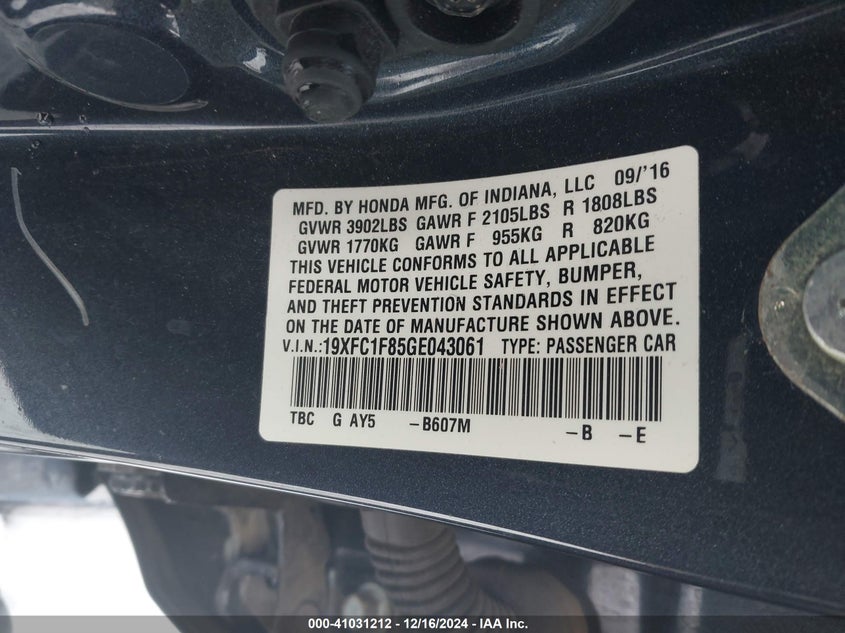 MFD. BY HONDA MFG. OF INDIANA, LLC 09/'16
GVWR 3902LBS GAWR F 2105LBS R 1808LBS
GVWR 1770KG GAWR F 955KG R 820KG
THIS VEHICLE CONFORMS TO ALL APPLICABLE
FEDERAL MOTOR VEHICLE SAFETY, BUMPER,
AND THEFT PREVENTION STANDARDS IN EFFECT
ON THE DATE OF MANUFACTURE SHOWN ABOVE.
V.I.N.:19XFC1F85GE043061 TYPE: PASSENGER CAR
TBC G AY5 -B607M -B -E
000-41031212 - 12/16/2024 - IAA Inc.